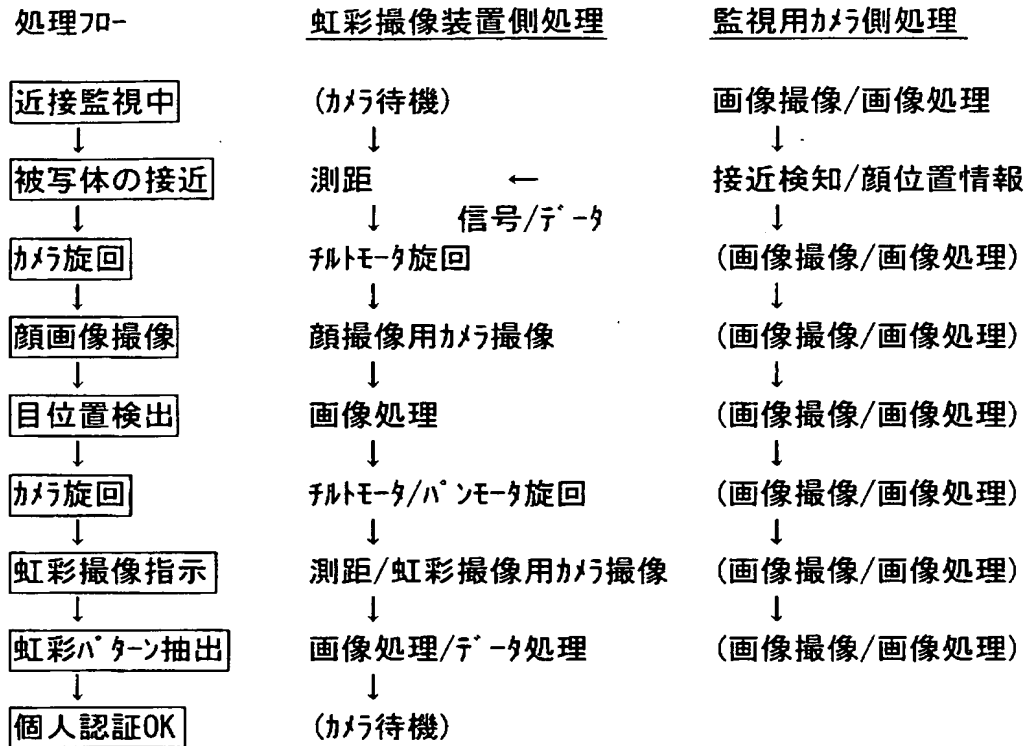 処理ﾌﾛｰ 虹彩撮像装置側処理 監視用ｶﾒﾗ側処理
近接監視中 (ｶﾒﾗ待機) 画像撮像/画像処理
↓ ↓ ↓
被写体の接近 測距 ← 接近検知/顔位置情報
↓ ↓ 信号/ﾃﾞｰﾀ ↓
ｶﾒﾗ旋回 ﾁﾙﾄﾓｰﾀ旋回 (画像撮像/画像処理)
↓ ↓ ↓
顔画像撮像 顔撮像用ｶﾒﾗ撮像 (画像撮像/画像処理)
↓ ↓ ↓
目位置検出 画像処理 (画像撮像/画像処理)
↓ ↓ ↓
ｶﾒﾗ旋回 ﾁﾙﾄﾓｰﾀ/ﾊﾟﾝﾓｰﾀ旋回 (画像撮像/画像処理)
↓ ↓ ↓
虹彩撮像指示 測距/虹彩撮像用ｶﾒﾗ撮像 (画像撮像/画像処理)
↓ ↓ ↓
虹彩ﾊﾟﾀｰﾝ抽出 画像処理/ﾃﾞｰﾀ処理 (画像撮像/画像処理)
↓ ↓
個人認証OK (ｶﾒﾗ待機)